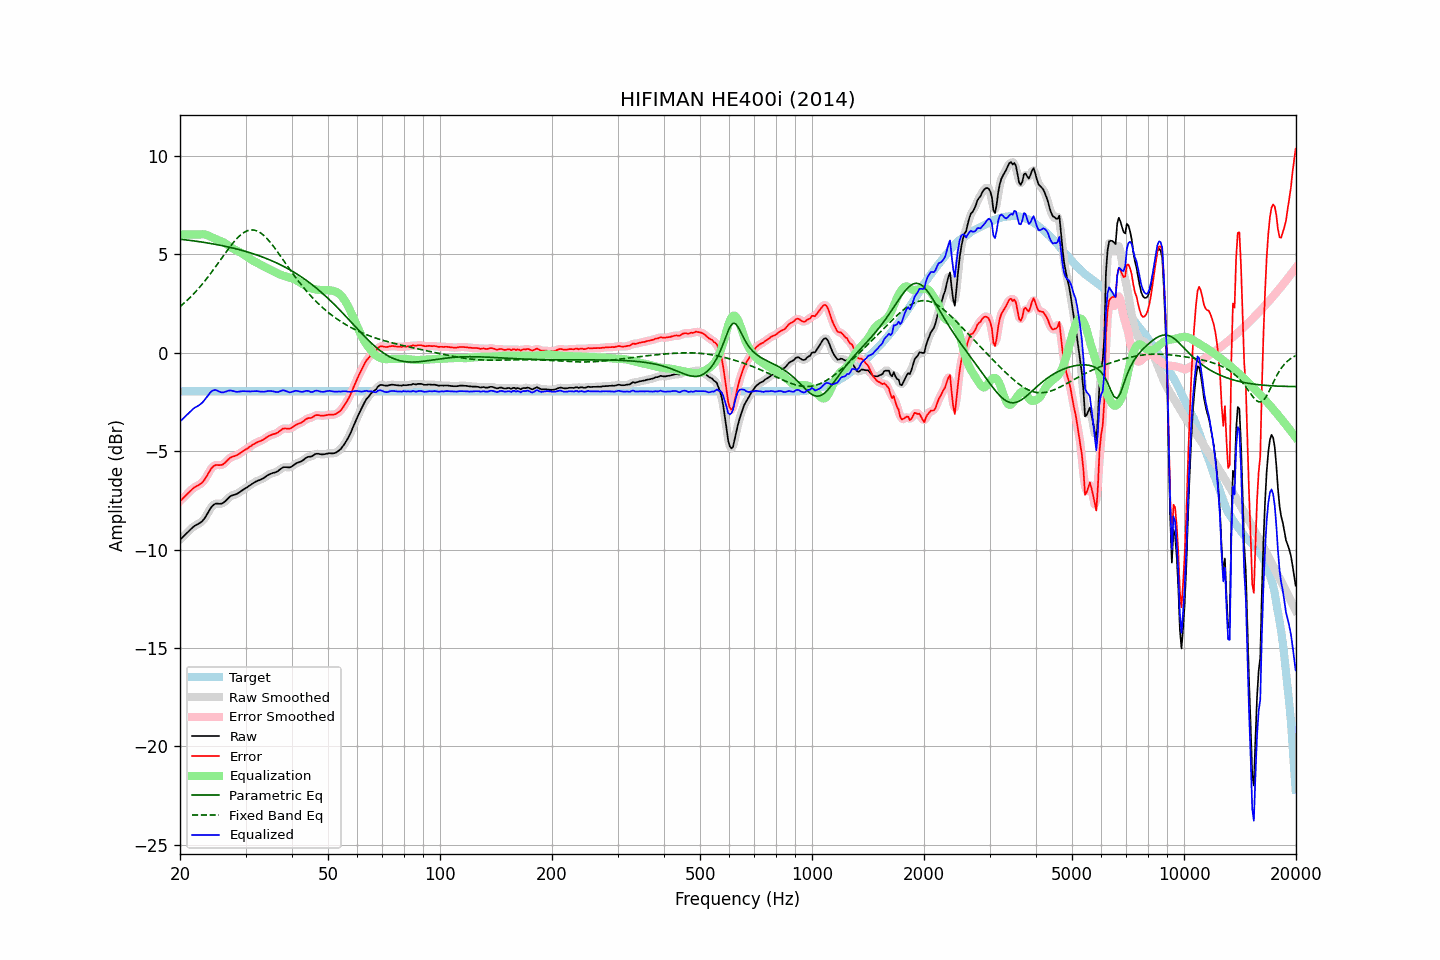 HIFIMAN HE400i (2014)
10
5
0
−5
−10
−15
−20
−25
Amplitude (dBr)
Target
Raw Smoothed
Error Smoothed
Raw
Error
Equalization
Parametric Eq
Fixed Band Eq
Equalized
20 50 100 200 500 1000 2000 5000 10000 20000
Frequency (Hz)